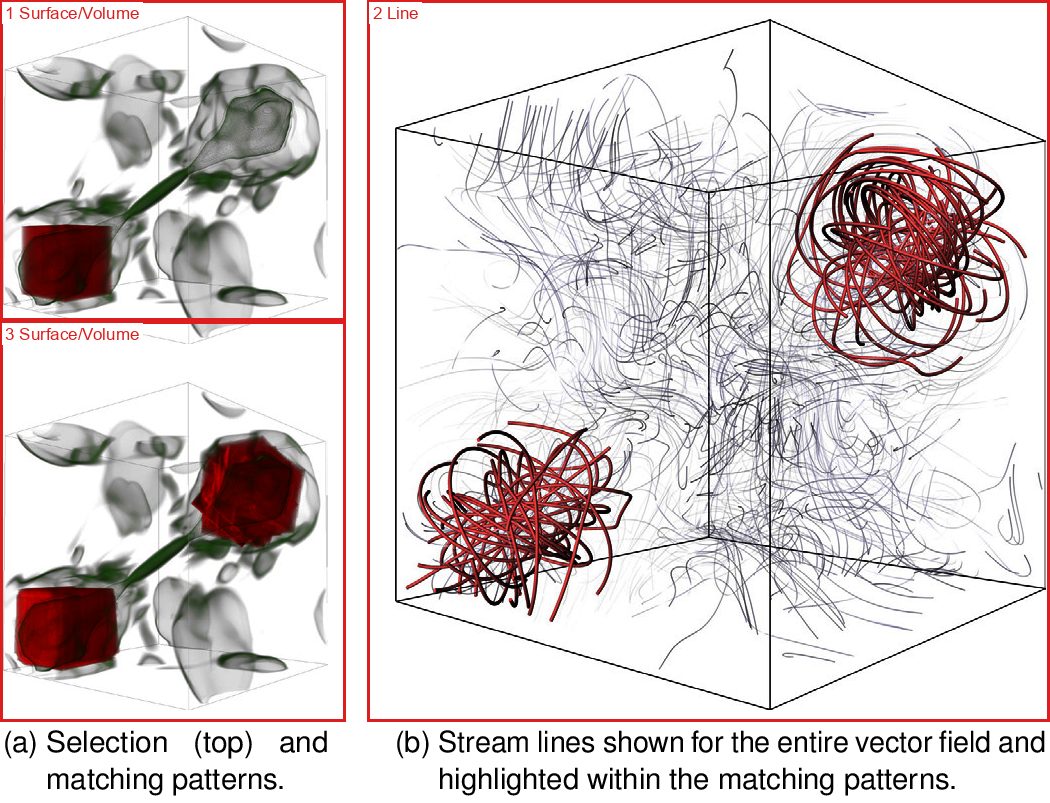 1 Surface/Volume
2 Line
3 Surface/Volume
(a) Selection (top) and
matching patterns.
(b) Stream lines shown for the entire vector field and
highlighted within the matching patterns.